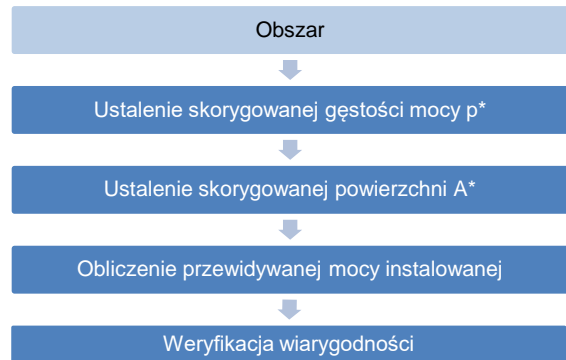 Obszar
Ustalenie skorygowanej gęstości mocy p*
Ustalenie skorygowanej powierzchni A*
Obliczenie przewidywanej mocy instalowanej
Weryfikacja wiarygodności